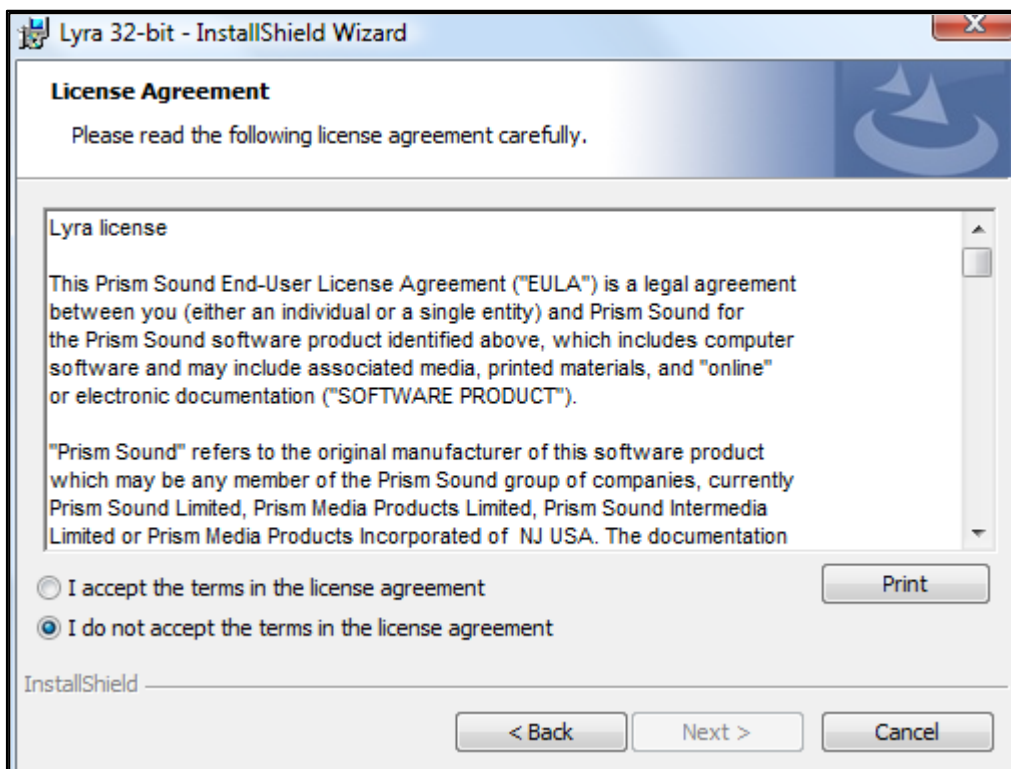 Lyra 32-bit - InstallShield Wizard
License Agreement
Please read the following license agreement carefully.
Lyra license
This Prism Sound End-User License Agreement ("EULA") is a legal agreement
between you (either an individual or a single entity) and Prism Sound for
the Prism Sound software product identified above, which includes computer
software and may include associated media, printed materials, and "online"
or electronic documentation ("SOFTWARE PRODUCT").
"Prism Sound" refers to the original manufacturer of this software product
which may be any member of the Prism Sound group of companies, currently
Prism Sound Limited, Prism Media Products Limited, Prism Sound Intermedia
Limited or Prism Media Products Incorporated of  NJ USA. The documentation
I accept the terms in the license agreement
Print
I do not accept the terms in the license agreement
InstallShield
< Back
Next >
Cancel